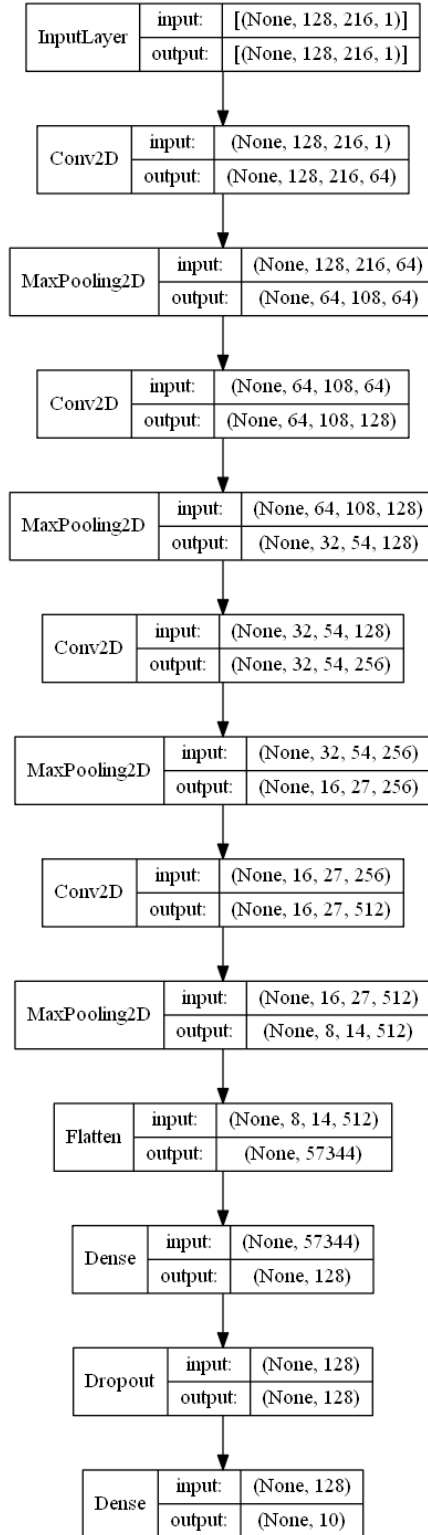 InputLayer
input: [(None, 128, 216, 1)]
output: [(None, 128, 216, 1)]
Conv2D
input: (None, 128, 216, 1)
output: (None, 128, 216, 64)
MaxPooling2D
input: (None, 128, 216, 64)
output: (None, 64, 108, 64)
Conv2D
input: (None, 64, 108, 64)
output: (None, 64, 108, 128)
MaxPooling2D
input: (None, 64, 108, 128)
output: (None, 32, 54, 128)
Conv2D
input: (None, 32, 54, 128)
output: (None, 32, 54, 256)
MaxPooling2D
input: (None, 32, 54, 256)
output: (None, 16, 27, 256)
Conv2D
input: (None, 16, 27, 256)
output: (None, 16, 27, 512)
MaxPooling2D
input: (None, 16, 27, 512)
output: (None, 8, 14, 512)
Flatten
input: (None, 8, 14, 512)
output: (None, 57344)
Dense
input: (None, 57344)
output: (None, 128)
Dropout
input: (None, 128)
output: (None, 128)
Dense
input: (None, 128)
output: (None, 10)